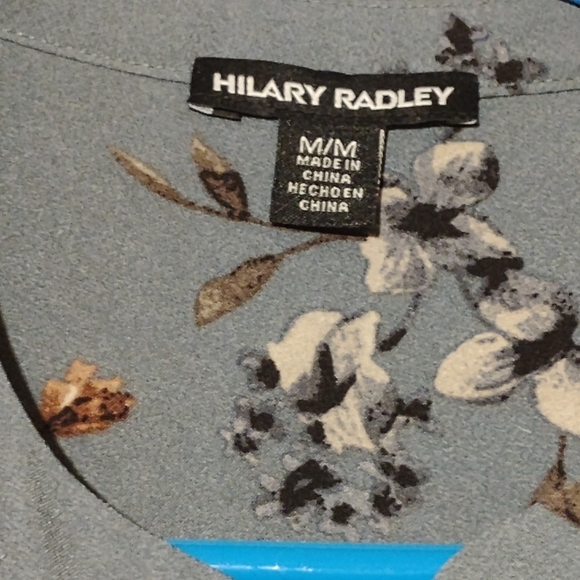 HILARY RADLEY
M/M
MADE IN
CHINA
HECHO EN
CHINA